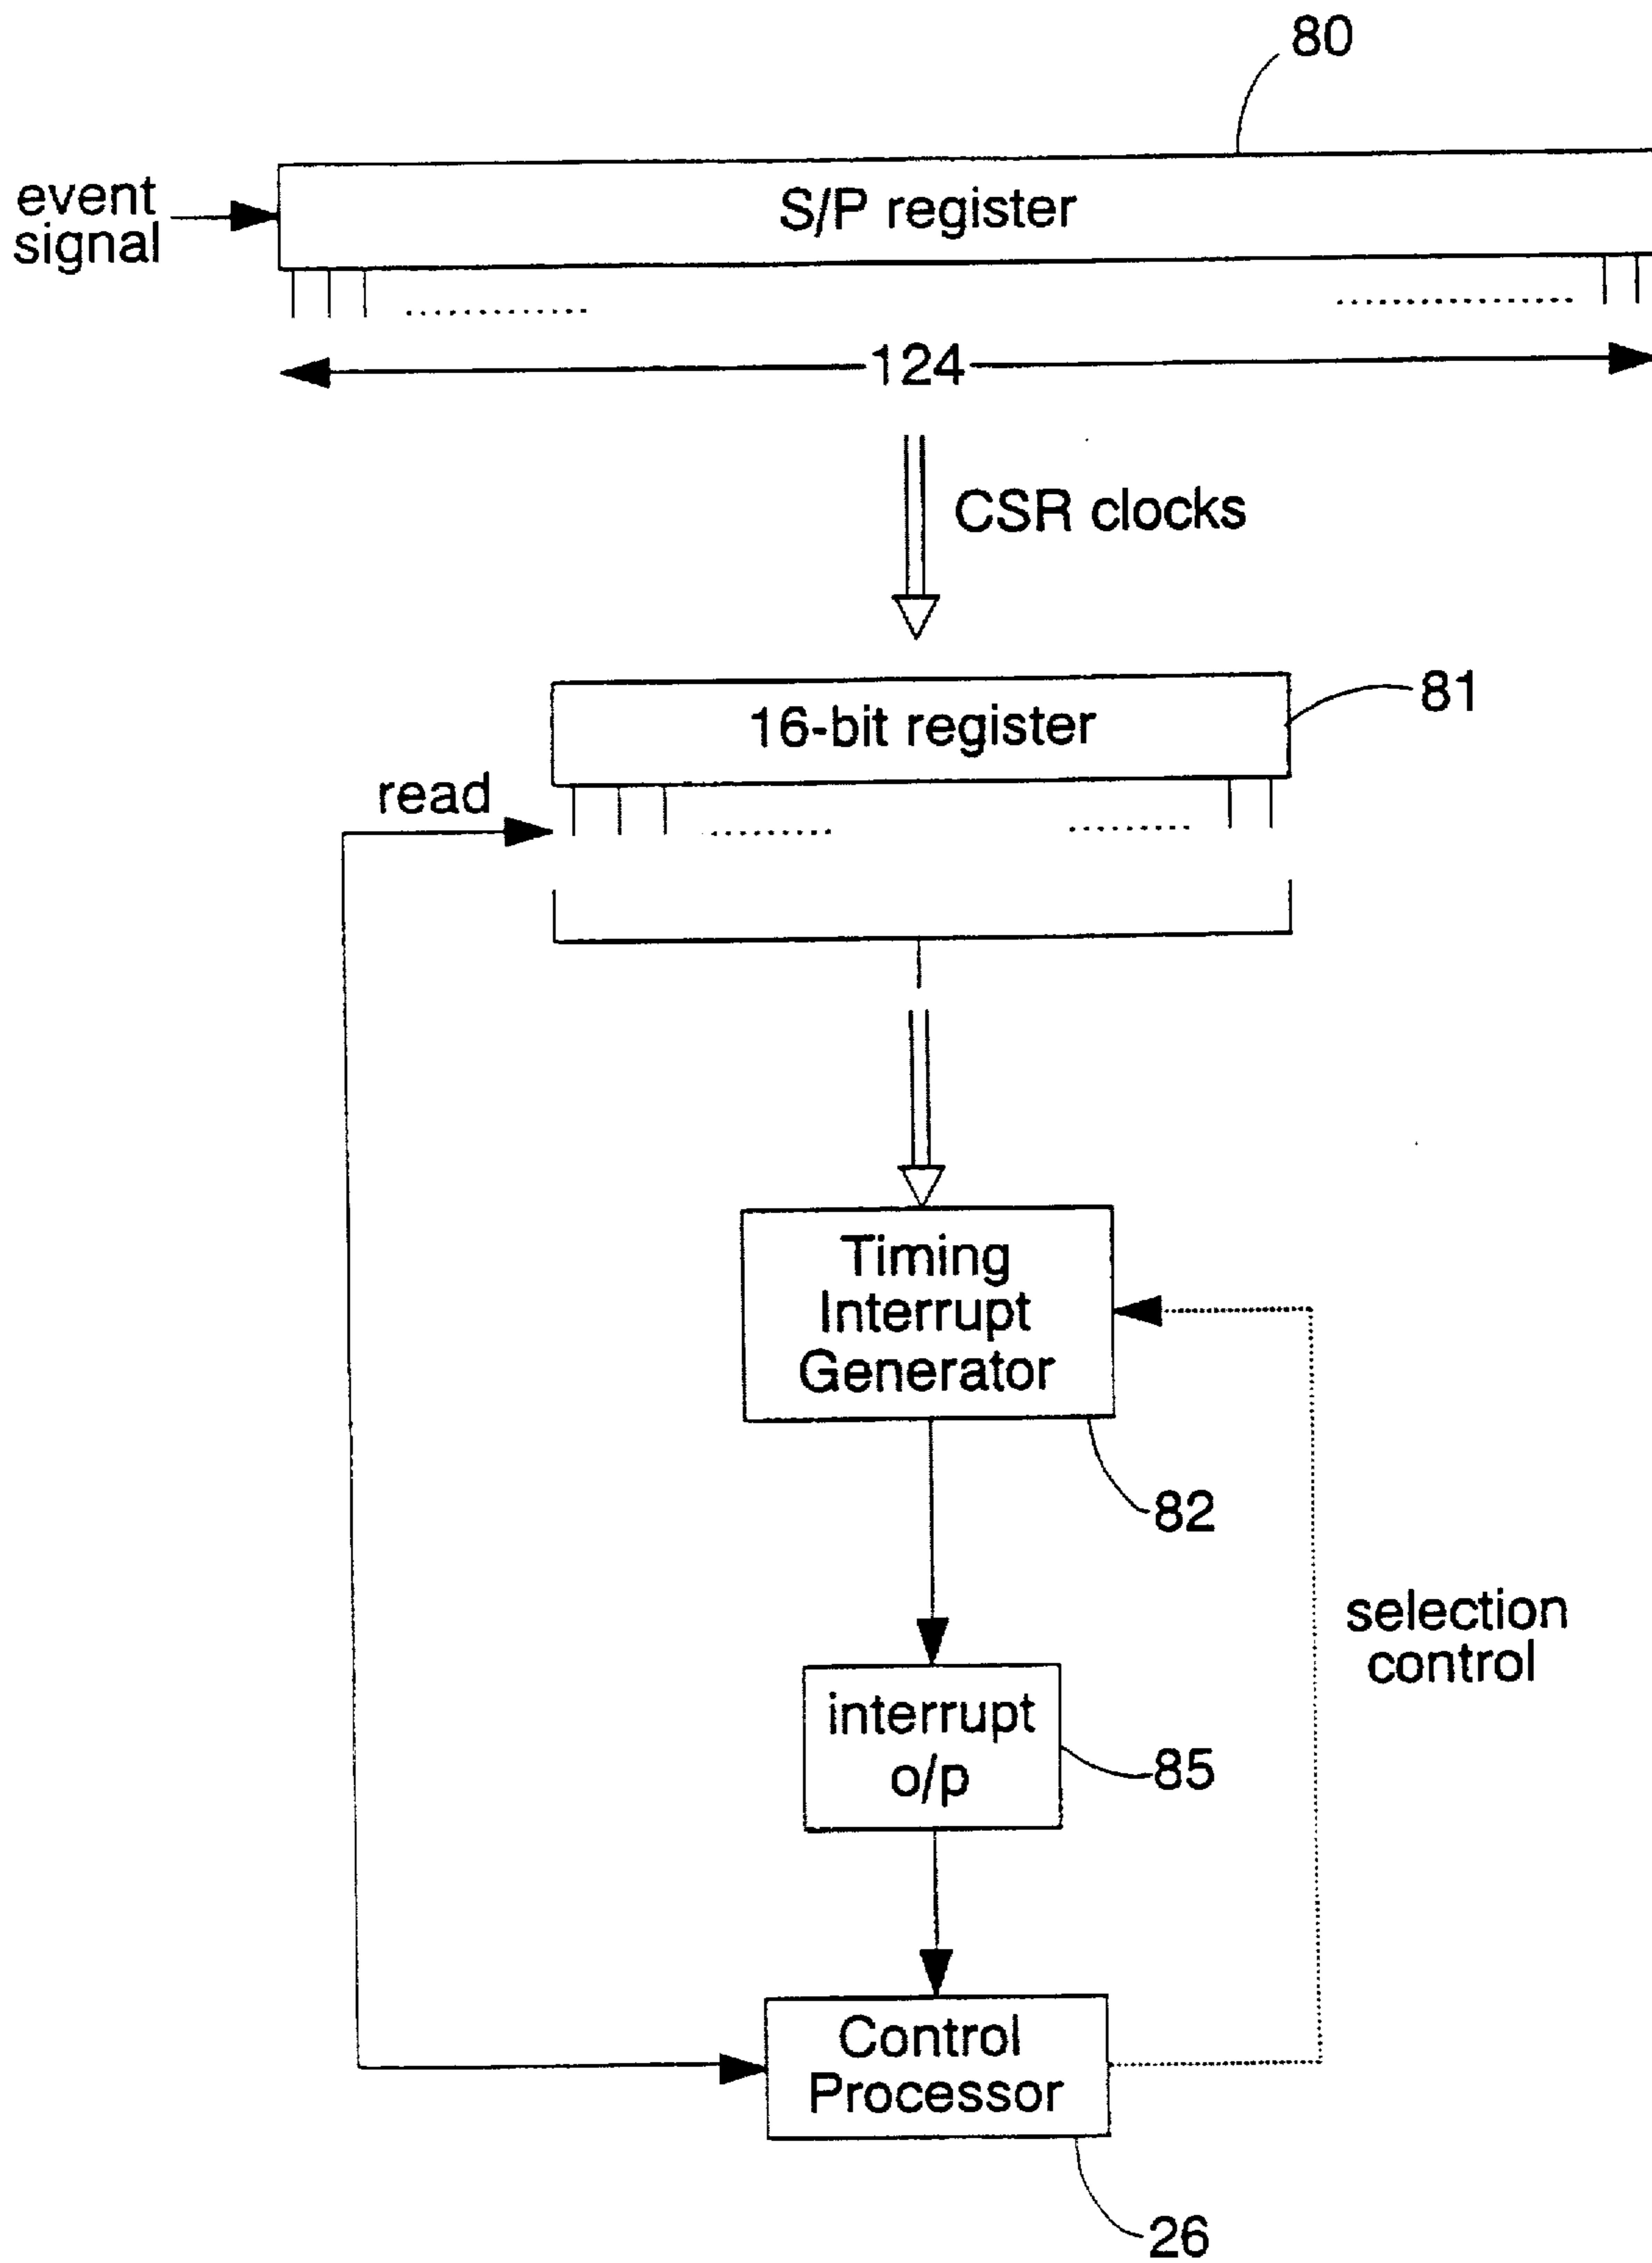 80
event
signal
S/P register
124
CSR clocks
16-bit register
81
read
Timing
Interrupt
Generator
82
selection
control
interrupt
o/p
85
Control
Processor
26